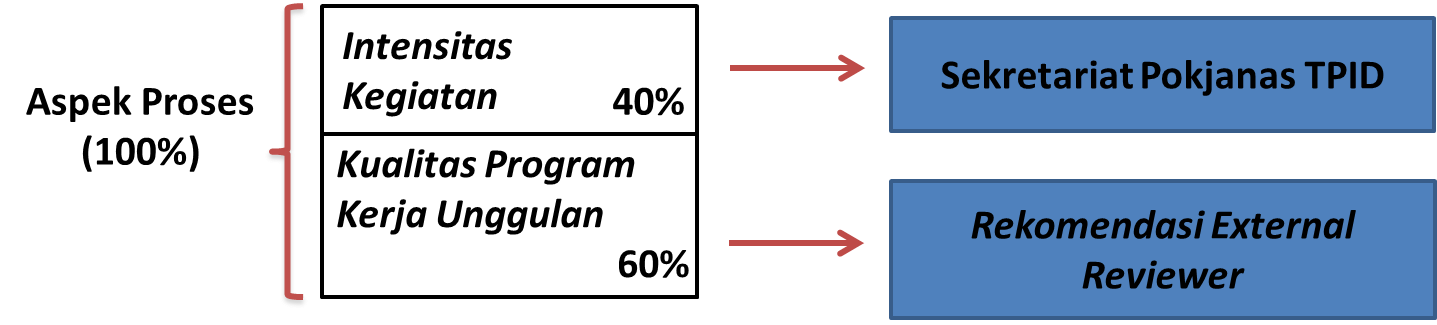 Aspek Proses
(100%)
Intensitas
Kegiatan
40%
Kualitas Program
Kerja Unggulan
60%
Sekretariat Pokjanas TPID
Rekomendasi External
Reviewer